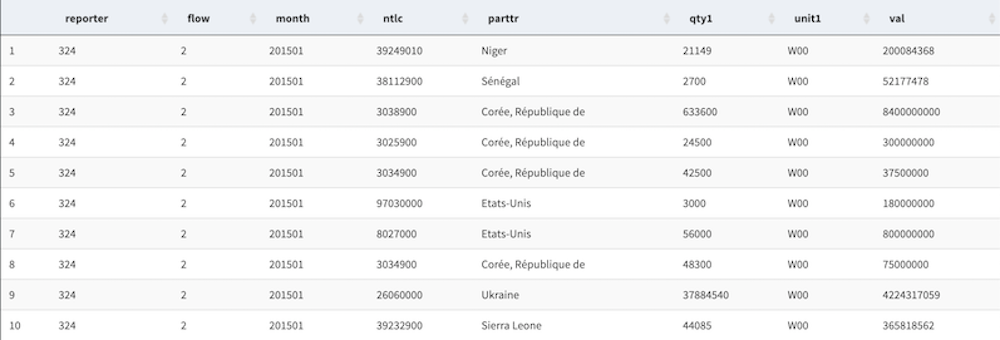 reporter flow month ntlc parttr qty1 unit1 val
1 324 2 201501 39249010 Niger 21149 W00 200084368
2 324 2 201501 38112900 Sénégal 2700 W00 52177478
3 324 2 201501 3038900 Corée, République de 633600 W00 8400000000
4 324 2 201501 3025900 Corée, République de 24500 W00 300000000
5 324 2 201501 3034900 Corée, République de 42500 W00 37500000
6 324 2 201501 97030000 Etats-Unis 3000 W00 180000000
7 324 2 201501 8027000 Etats-Unis 56000 W00 800000000
8 324 2 201501 3034900 Corée, République de 48300 W00 75000000
9 324 2 201501 26060000 Ukraine 37884540 W00 4224317059
10 324 2 201501 39232900 Sierra Leone 44085 W00 365818562